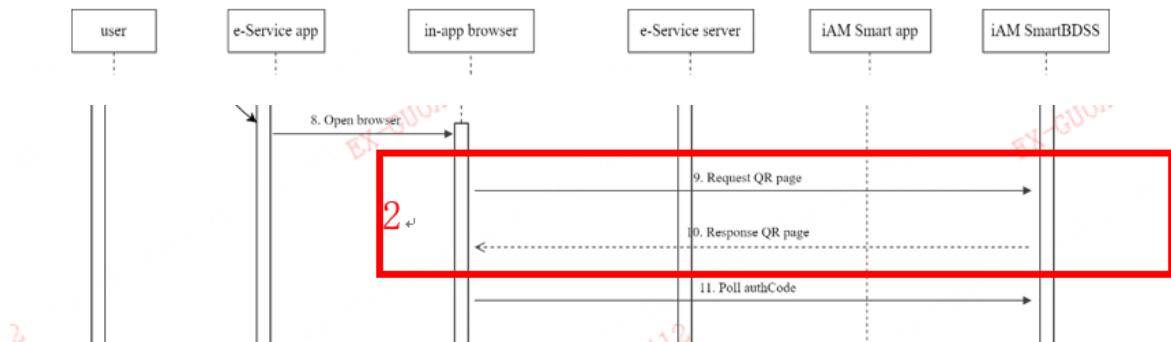 user
e-Service app
in-app browser
e-Service server
iAM Smart app
iAM SmartBDSS
8. Open browser
9. Request QR page
2
10. Response QR page
11. Poll authCode